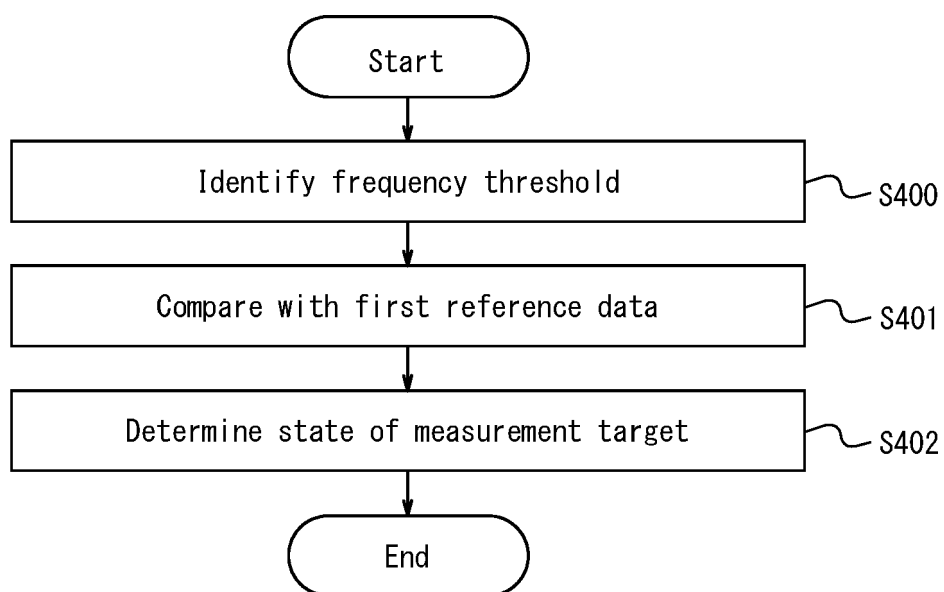 Start
Identify frequency threshold
S400
Compare with first reference data
S401
Determine state of measurement target
S402
End